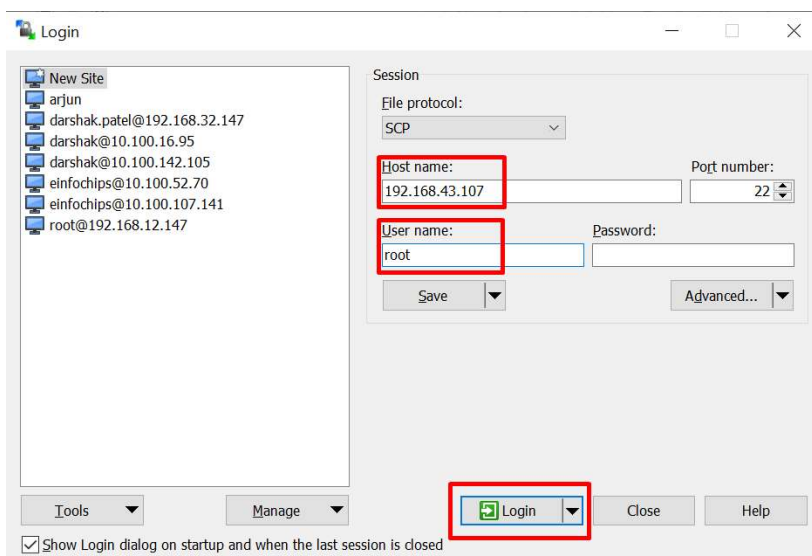 Login
New Site
arjun
darshak.patel@192.168.32.147
darshak@10.100.16.95
darshak@10.100.142.105
einfochips@10.100.52.70
einfochips@10.100.107.141
root@192.168.12.147
Session
File protocol:
SCP
Host name: Port number:
192.168.43.107 22
User name: Password:
root
Save Advanced...
Tools Manage Login Close Help
Show Login dialog on startup and when the last session is closed